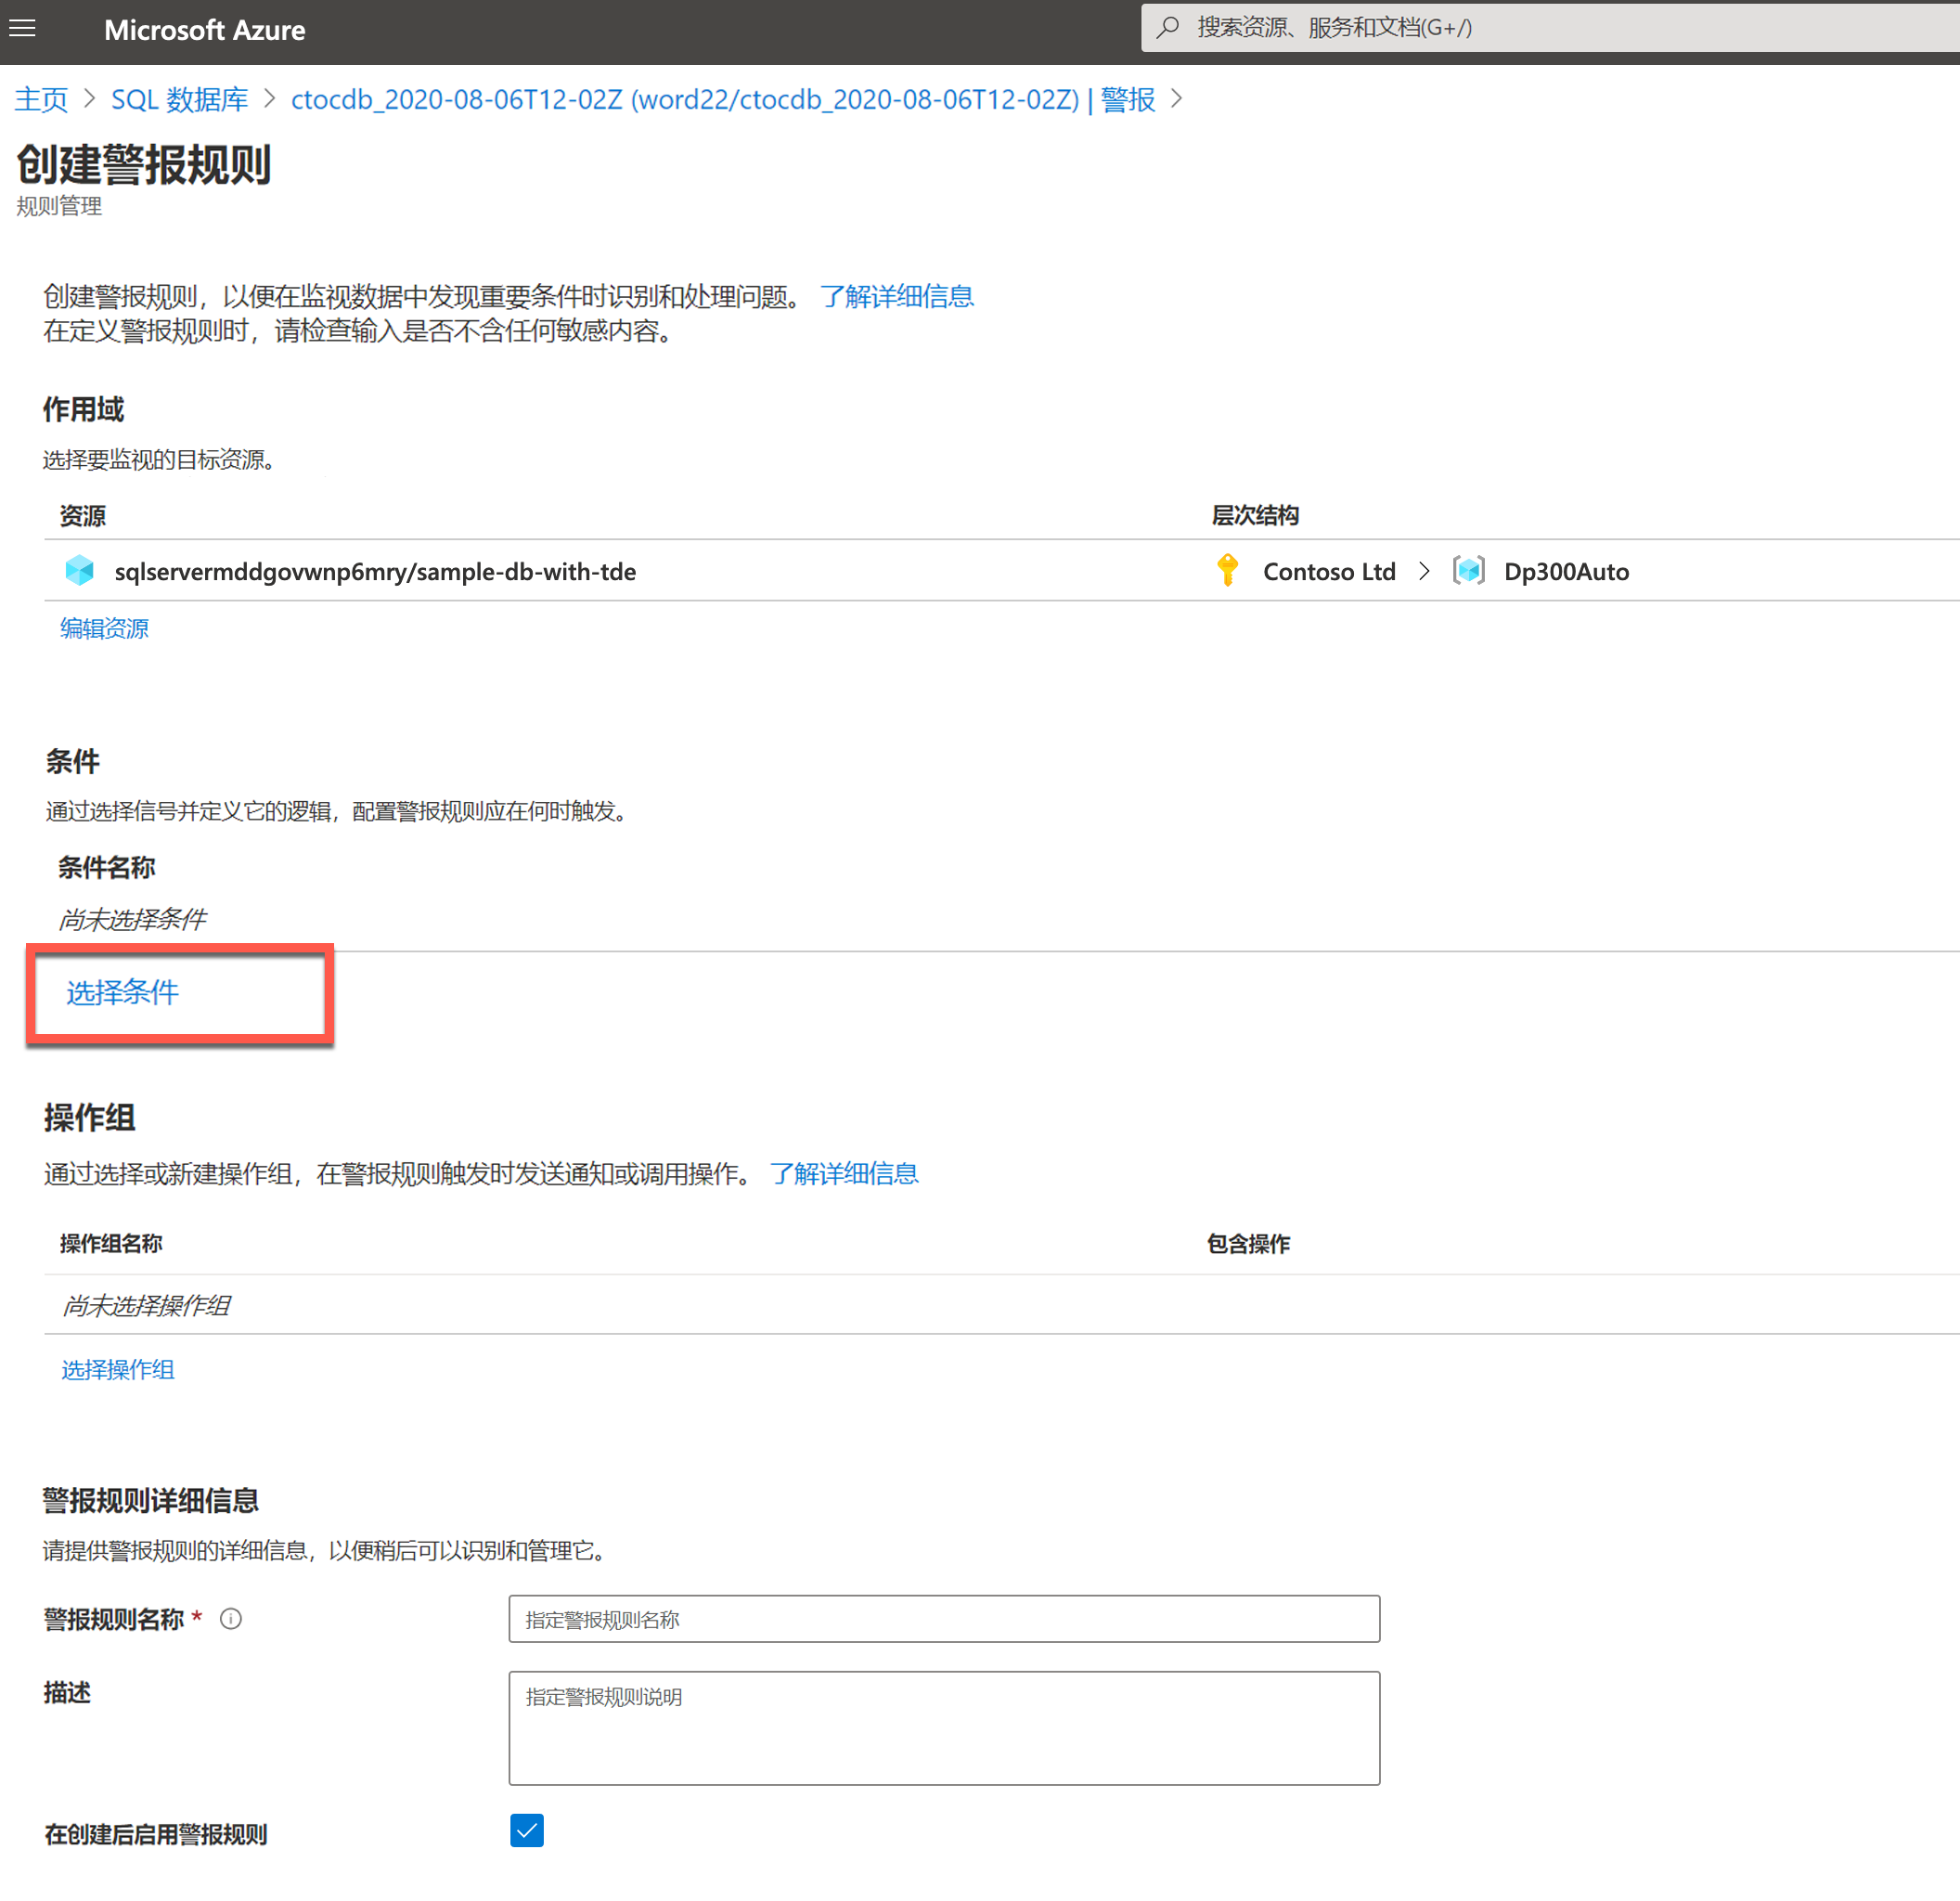 Microsoft Azure
搜索资源、服务和文档(G+/)
主页 > SQL 数据库 > ctocdb_2020-08-06T12-02Z (word22/ctocdb_2020-08-06T12-02Z) | 警报 >
创建警报规则
规则管理
创建警报规则，以便在监视数据中发现重要条件时识别和处理问题。 了解详细信息
在定义警报规则时，请检查输入是否不含任何敏感内容。
作用域
选择要监视的目标资源。
资源 层次结构
sqlservermddgovwnp6mry/sample-db-with-tde Contoso Ltd > Dp300Auto
编辑资源
条件
通过选择信号并定义它的逻辑，配置警报规则应在何时触发。
条件名称
尚未选择条件
选择条件
操作组
通过选择或新建操作组，在警报规则触发时发送通知或调用操作。 了解详细信息
操作组名称 包含操作
尚未选择操作组
选择操作组
警报规则详细信息
请提供警报规则的详细信息，以便稍后可以识别和管理它。
警报规则名称 * 指定警报规则名称
描述 指定警报规则说明
在创建后启用警报规则